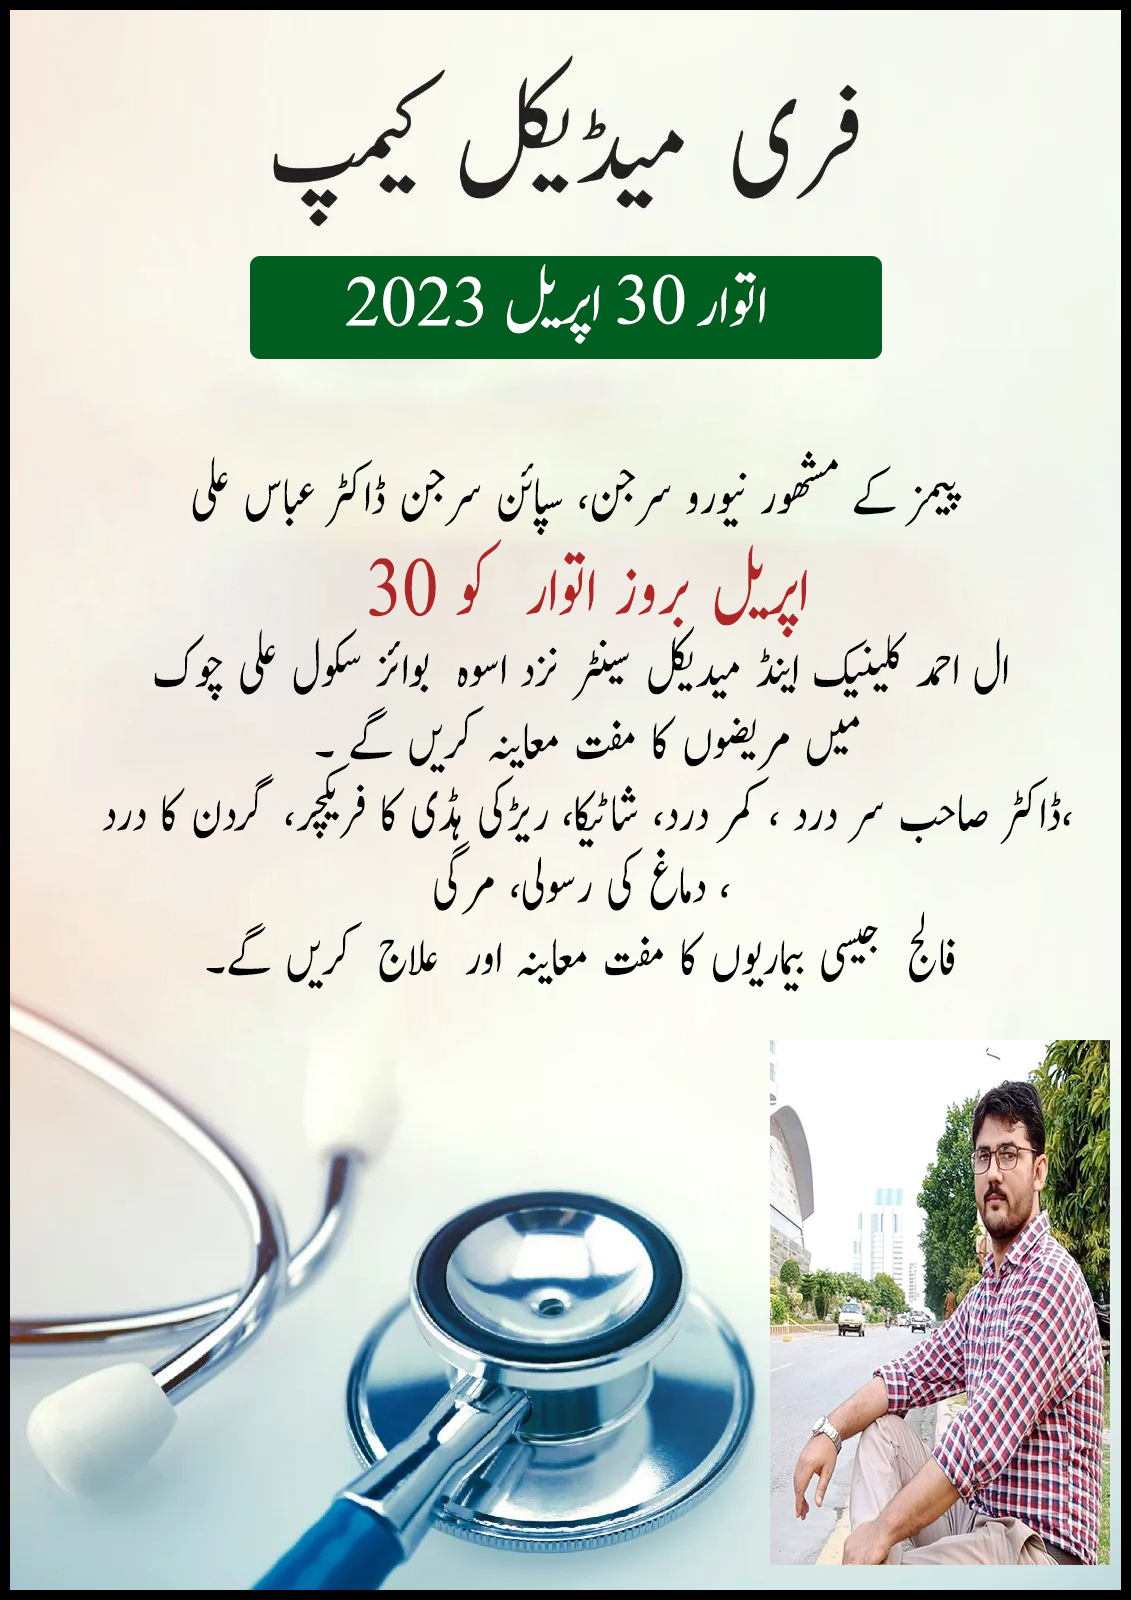 فری میڈیکل کیمپ
اتوار 30 اپریل 2023
پیمز کے مشھور نیورو سرجن، سپائن سرجن ڈاکٹر عباس علی
اپریل بروز اتوار کو 30
ال احمد کلینیک اینڈ میدیکل سینٹر نزد اسوہ بوائز سکول علی چوک
میں مریضوں کا مفت معاینہ کریں گے ۔
،ڈاکٹر صاحب سر درد ، کمر درد، شاٹیکا، ریڑکی ہڈی کا فریکچر، گردن کا درد
، دماغ کی رسولی، مرگی
فالج جیسی بیماریوں کا مفت معاینہ اور علاج کریں گے۔